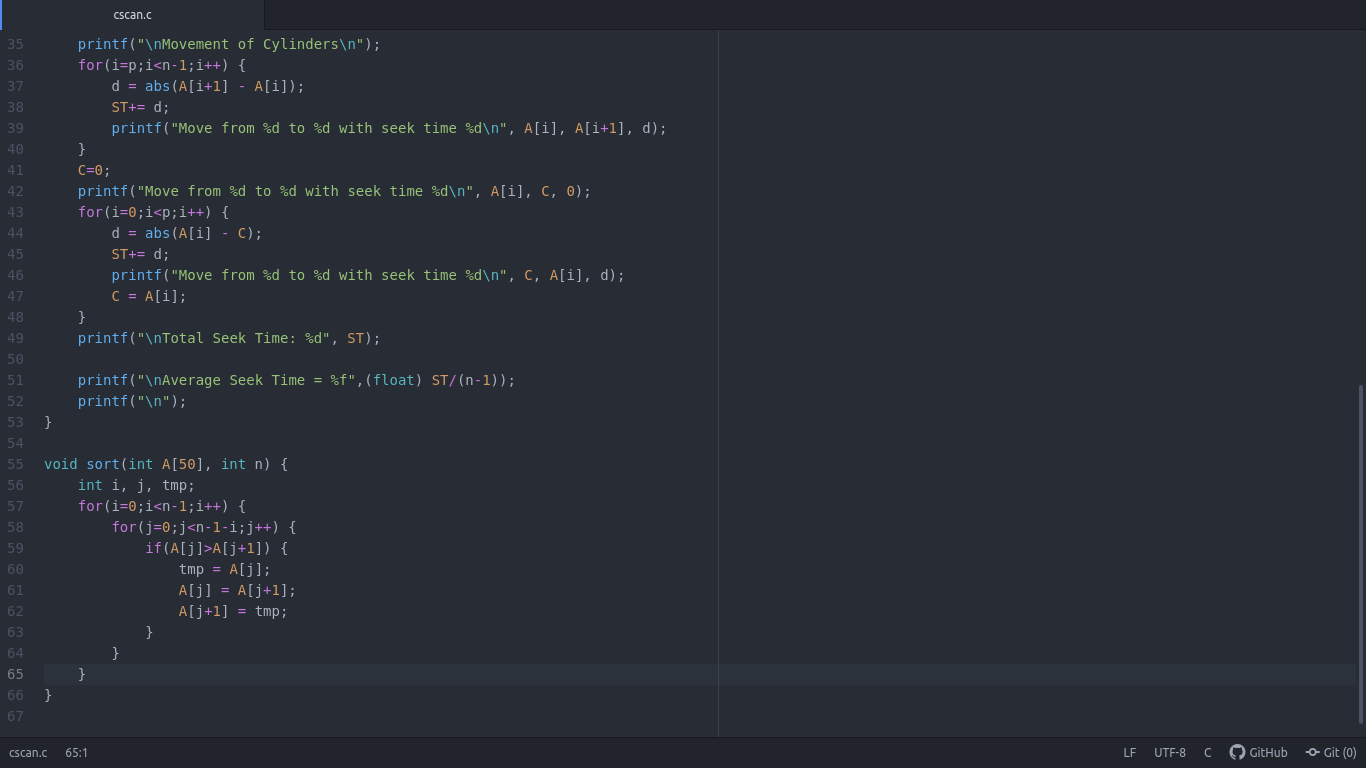 cscan.c
35     printf("\nMovement of Cylinders\n");
36     for(i=p;i<n-1;i++) {
37         d = abs(A[i+1] - A[i]);
38         ST+= d;
39         printf("Move from %d to %d with seek time %d\n", A[i], A[i+1], d);
40     }
41     C=0;
42     printf("Move from %d to %d with seek time %d\n", A[i], C, 0);
43     for(i=0;i<p;i++) {
44         d = abs(A[i] - C);
45         ST+= d;
46         printf("Move from %d to %d with seek time %d\n", C, A[i], d);
47         C = A[i];
48     }
49     printf("\nTotal Seek Time: %d", ST);
50
51     printf("\nAverage Seek Time = %f",(float) ST/(n-1));
52     printf("\n");
53 }
54
55 void sort(int A[50], int n) {
56     int i, j, tmp;
57     for(i=0;i<n-1;i++) {
58         for(j=0;j<n-1-i;j++) {
59             if(A[j]>A[j+1]) {
60                 tmp = A[j];
61                 A[j] = A[j+1];
62                 A[j+1] = tmp;
63             }
64         }
65     }
66 }
67
cscan.c 65:1 LF UTF-8 C GitHub Git (0)